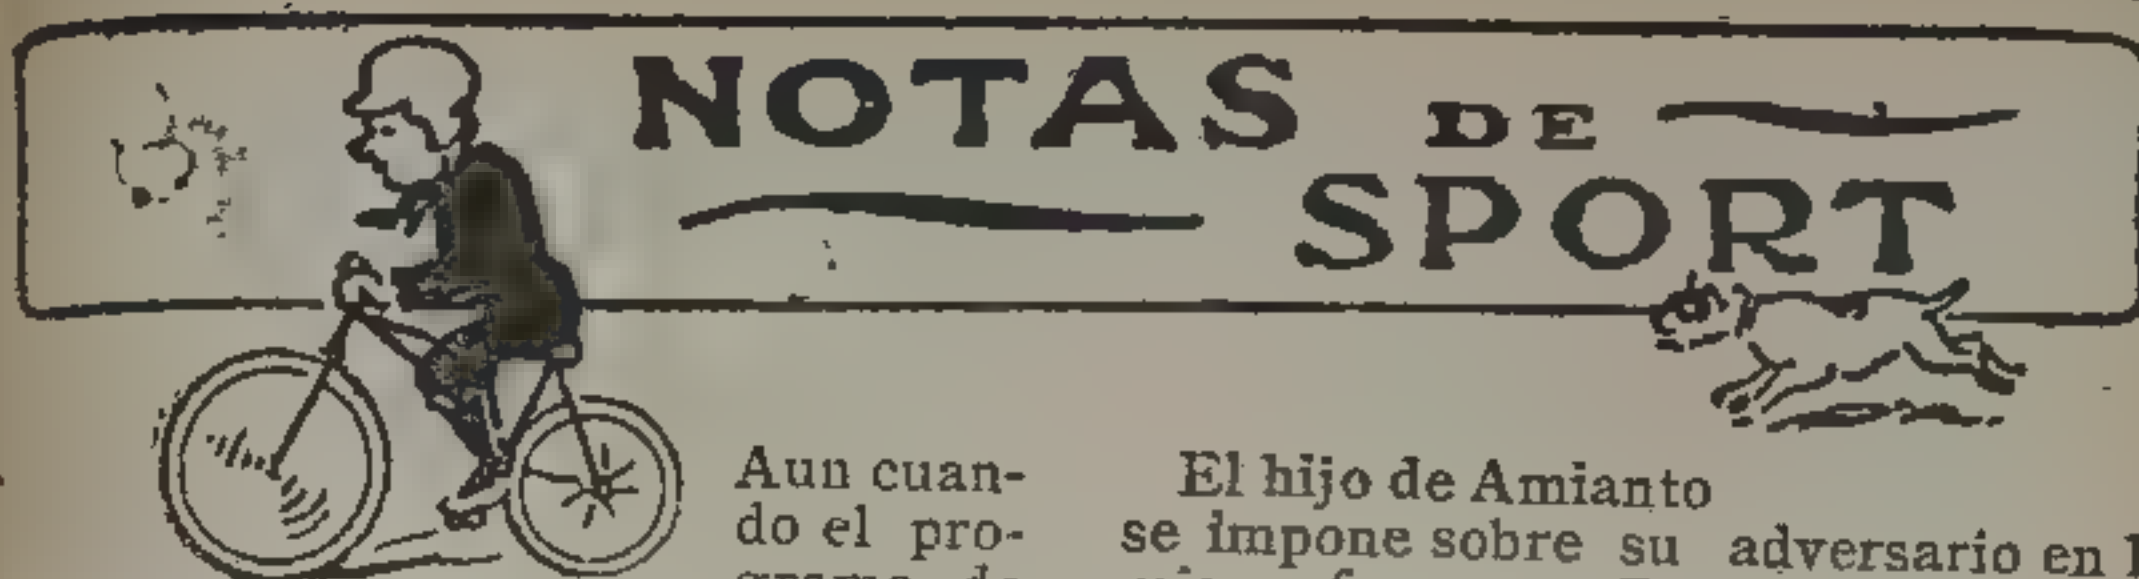 NOTAS DE
SPORT
Aun cuan-
do el pro-
El hijo de Amianto
se impone sobre su adversario en